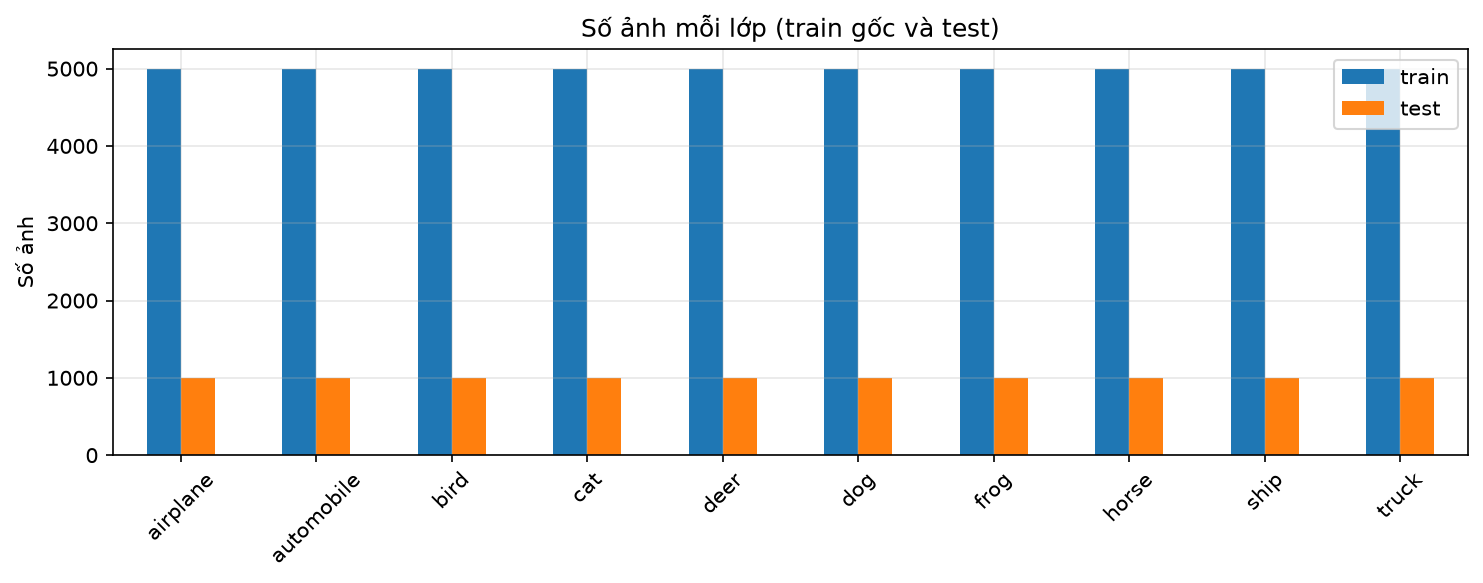 Số ảnh mỗi lớp (train gốc và test)
Số ảnh
5000
4000
3000
2000
1000
0
train
test
airplane
automobile
bird
cat
deer
dog
frog
horse
ship
truck